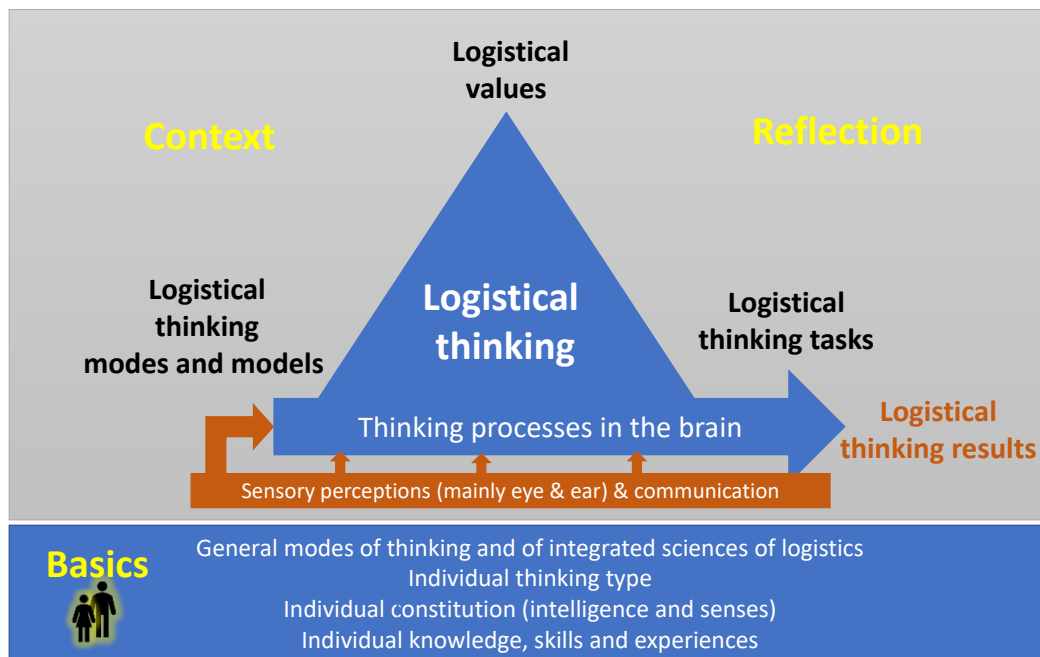 Logistical
values
Context
Reflection
Logistical
thinking
modes and models
Logistical
thinking
Logistical
thinking tasks
Thinking processes in the brain
Logistical
thinking results
Sensory perceptions (mainly eye & ear) & communication
Basics
General modes of thinking and of integrated sciences of logistics
Individual thinking type
Individual constitution (intelligence and senses)
Individual knowledge, skills and experiences